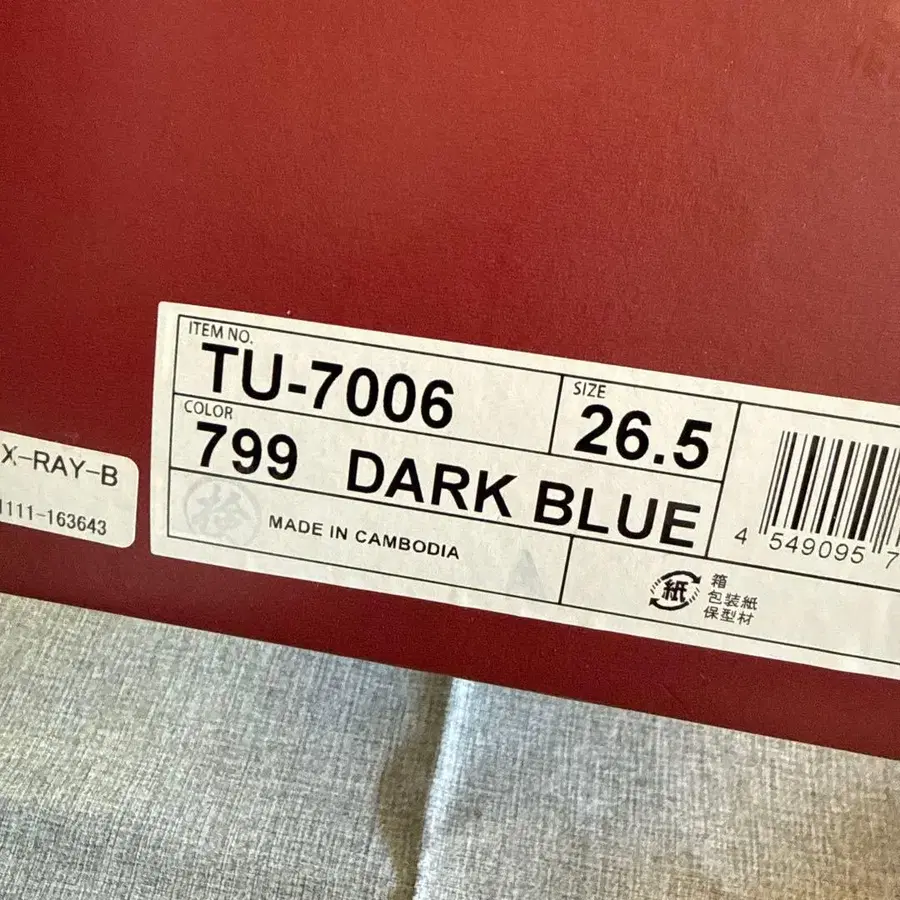 ITEM NO.
TU-7006
SIZE
26.5
COLOR
799 DARK BLUE
検
MADE IN CAMBODIA
4 549095 7
紙
箱
包装紙
保型材
X-RAY-B
1111-163643